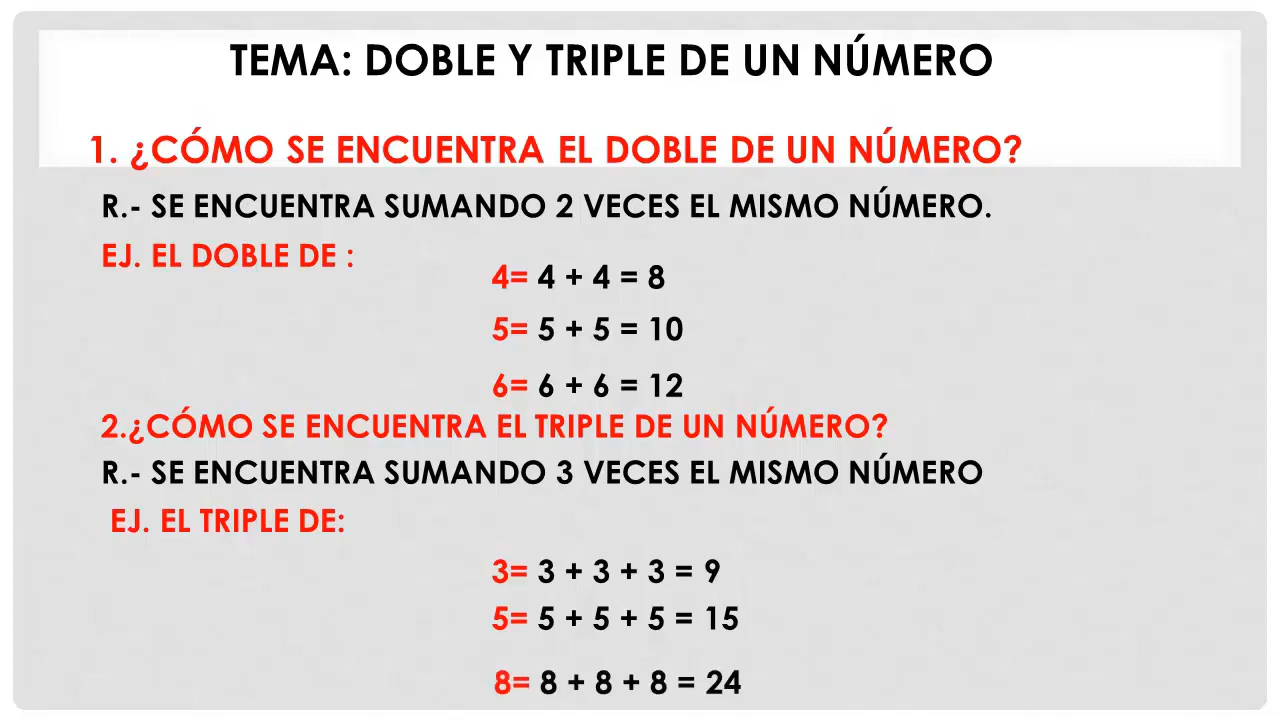 TEMA: DOBLE Y TRIPLE DE UN NÚMERO
1. ¿CÓMO SE ENCUENTRA EL DOBLE DE UN NÚMERO?
R.- SE ENCUENTRA SUMANDO 2 VECES EL MISMO NÚMERO.
EJ. EL DOBLE DE :
4= 4 + 4 = 8
5= 5 + 5 = 10
6= 6 + 6 = 12
2.¿CÓMO SE ENCUENTRA EL TRIPLE DE UN NÚMERO?
R.- SE ENCUENTRA SUMANDO 3 VECES EL MISMO NÚMERO
EJ. EL TRIPLE DE:
3= 3 + 3 + 3 = 9
5= 5 + 5 + 5 = 15
8= 8 + 8 + 8 = 24